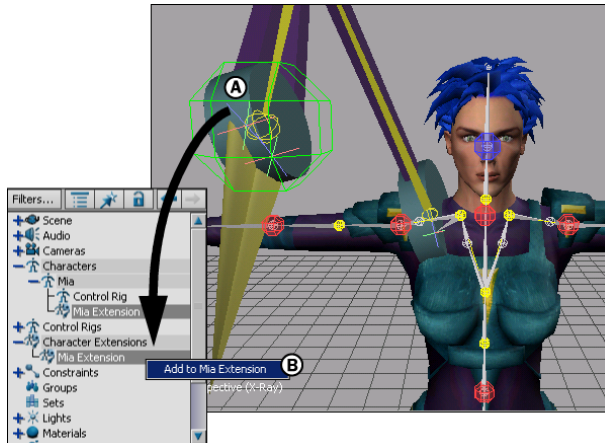 A
Filters...
Scene
Audio
Cameras
Characters
Mia
Control Rig
Mia Extension
Control Rigs
Character Extensions
Mia Extension
Constraints
Add to Mia Extension
B
pective (X-Ray)
Groups
Sets
Lights
Materials